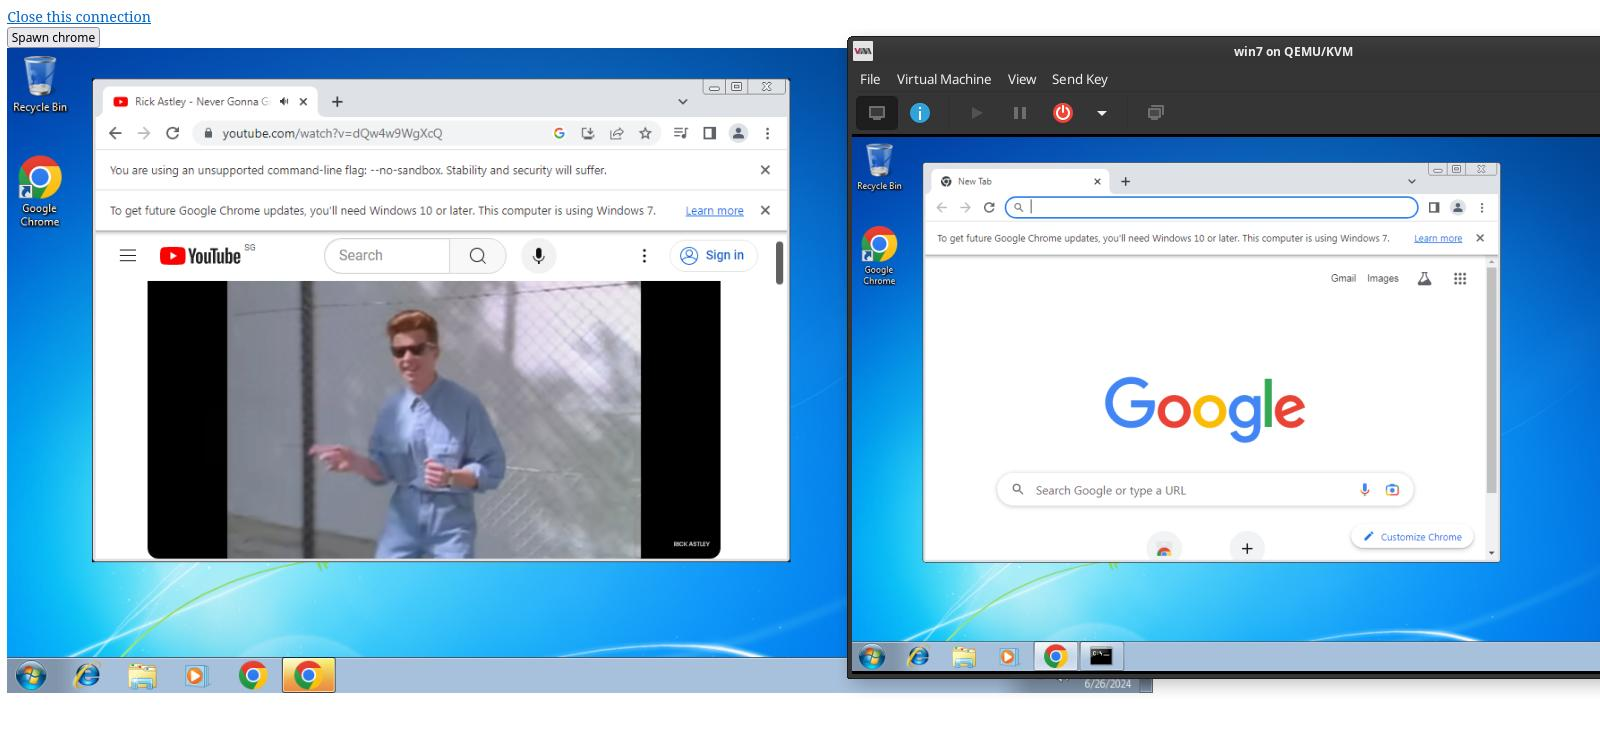 Close this connection
Spawn chrome
Recycle Bin
Google
Chrome
Rick Astley - Never Gonna G
youtube.com/watch?v=dQw4w9WgXcQ
You are using an unsupported command-line flag: --no-sandbox. Stability and security will suffer.
To get future Google Chrome updates, you'll need Windows 10 or later. This computer is using Windows 7.
Learn more
YouTube SG
Search
Sign in
RICK ASTLEY
6/26/2024
win7 on QEMU/KVM
File Virtual Machine View Send Key
Recycle Bin
Google
Chrome
New Tab
To get future Google Chrome updates, you'll need Windows 10 or later. This computer is using Windows 7.
Learn more
Gmail Images
Google
Search Google or type a URL
Customize Chrome